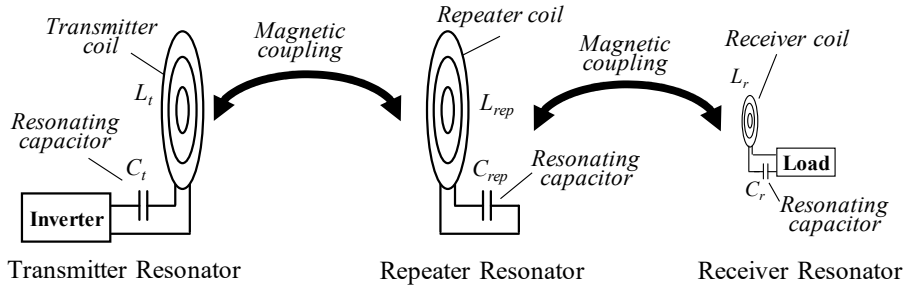 Transmitter
coil
L_t
Resonating
capacitor
C_t
Inverter
Transmitter Resonator
Magnetic
coupling
Repeater coil
L_rep
C_rep
Resonating
capacitor
Repeater Resonator
Magnetic
coupling
Receiver coil
L_r
Load
C_r
Resonating
capacitor
Receiver Resonator